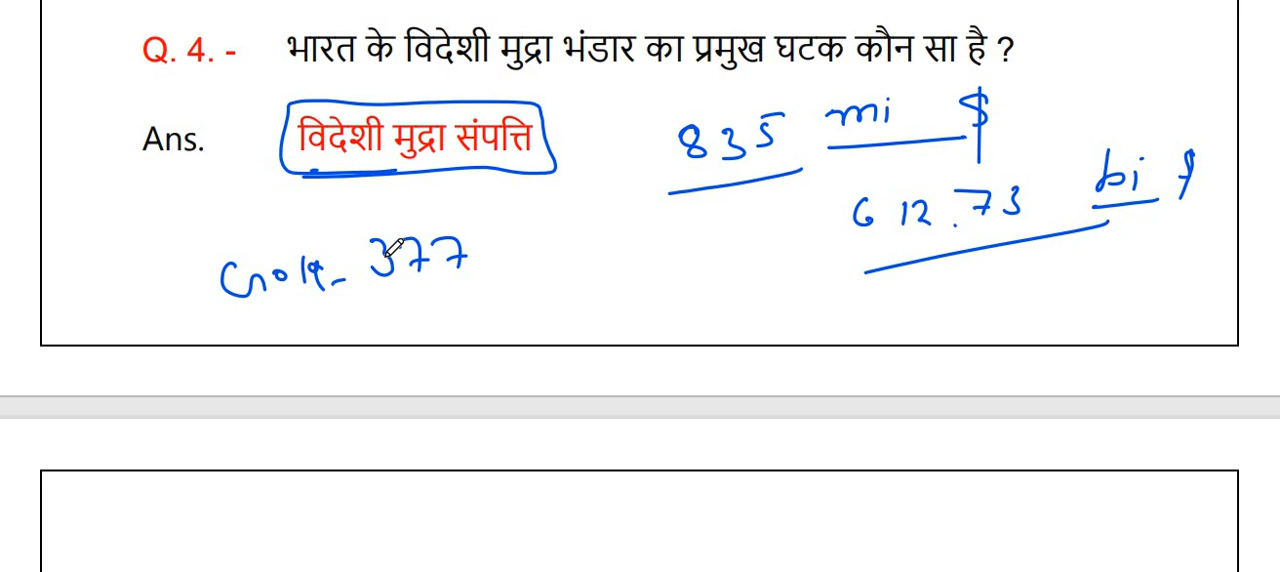 Q. 4. - भारत के विदेशी मुद्रा भंडार का प्रमुख घटक कौन सा है ?
Ans. विदेशी मुद्रा संपत्ति
835 mi $
612.73 bi $
Gold - 377